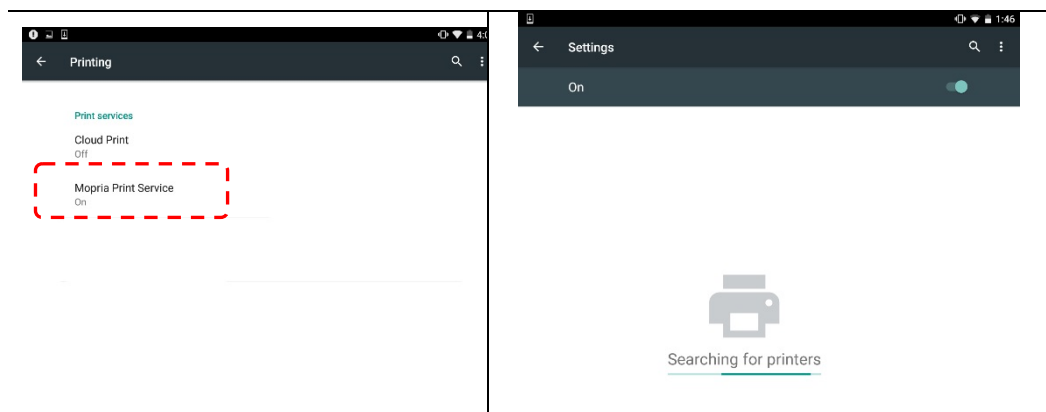 Printing
Print services
Cloud Print
Off
Mopria Print Service
On
1:46
Settings
On
Searching for printers